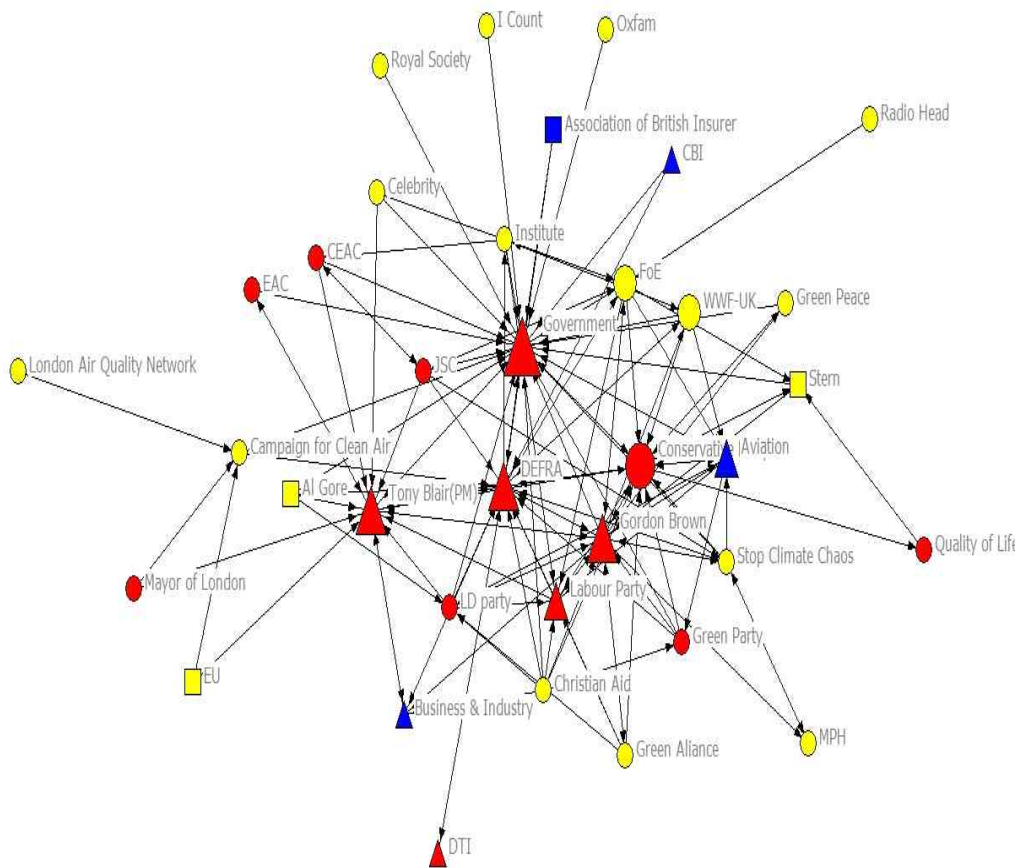 I Count
Oxfam
Royal Society
Radio Head
Association of British Insurer
CBI
Celebrity
Institute
CEAC
FoE
EAC
WWF-UK
Green Peace
Government
London Air Quality Network
JSC
Stern
Campaign for Clean Air
Conservative
Aviation
DEFRA
Al Gore
Tony Blair(PM)
Gordon Brown
Quality of Life
Stop Climate Chaos
Mayor of London
LD party
Labour Party
Green Party
EU
Christian Aid
Business & Industry
Green Aliance
MPH
DTI